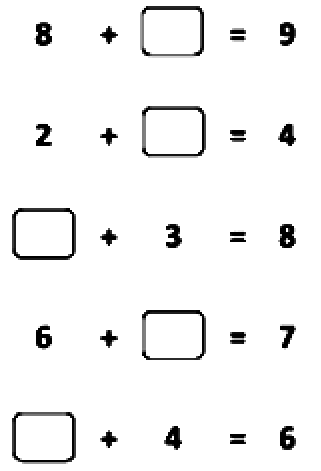 8 + □ = 9
2 + □ = 4
□ + 3 = 8
6 + □ = 7
□ + 4 = 6